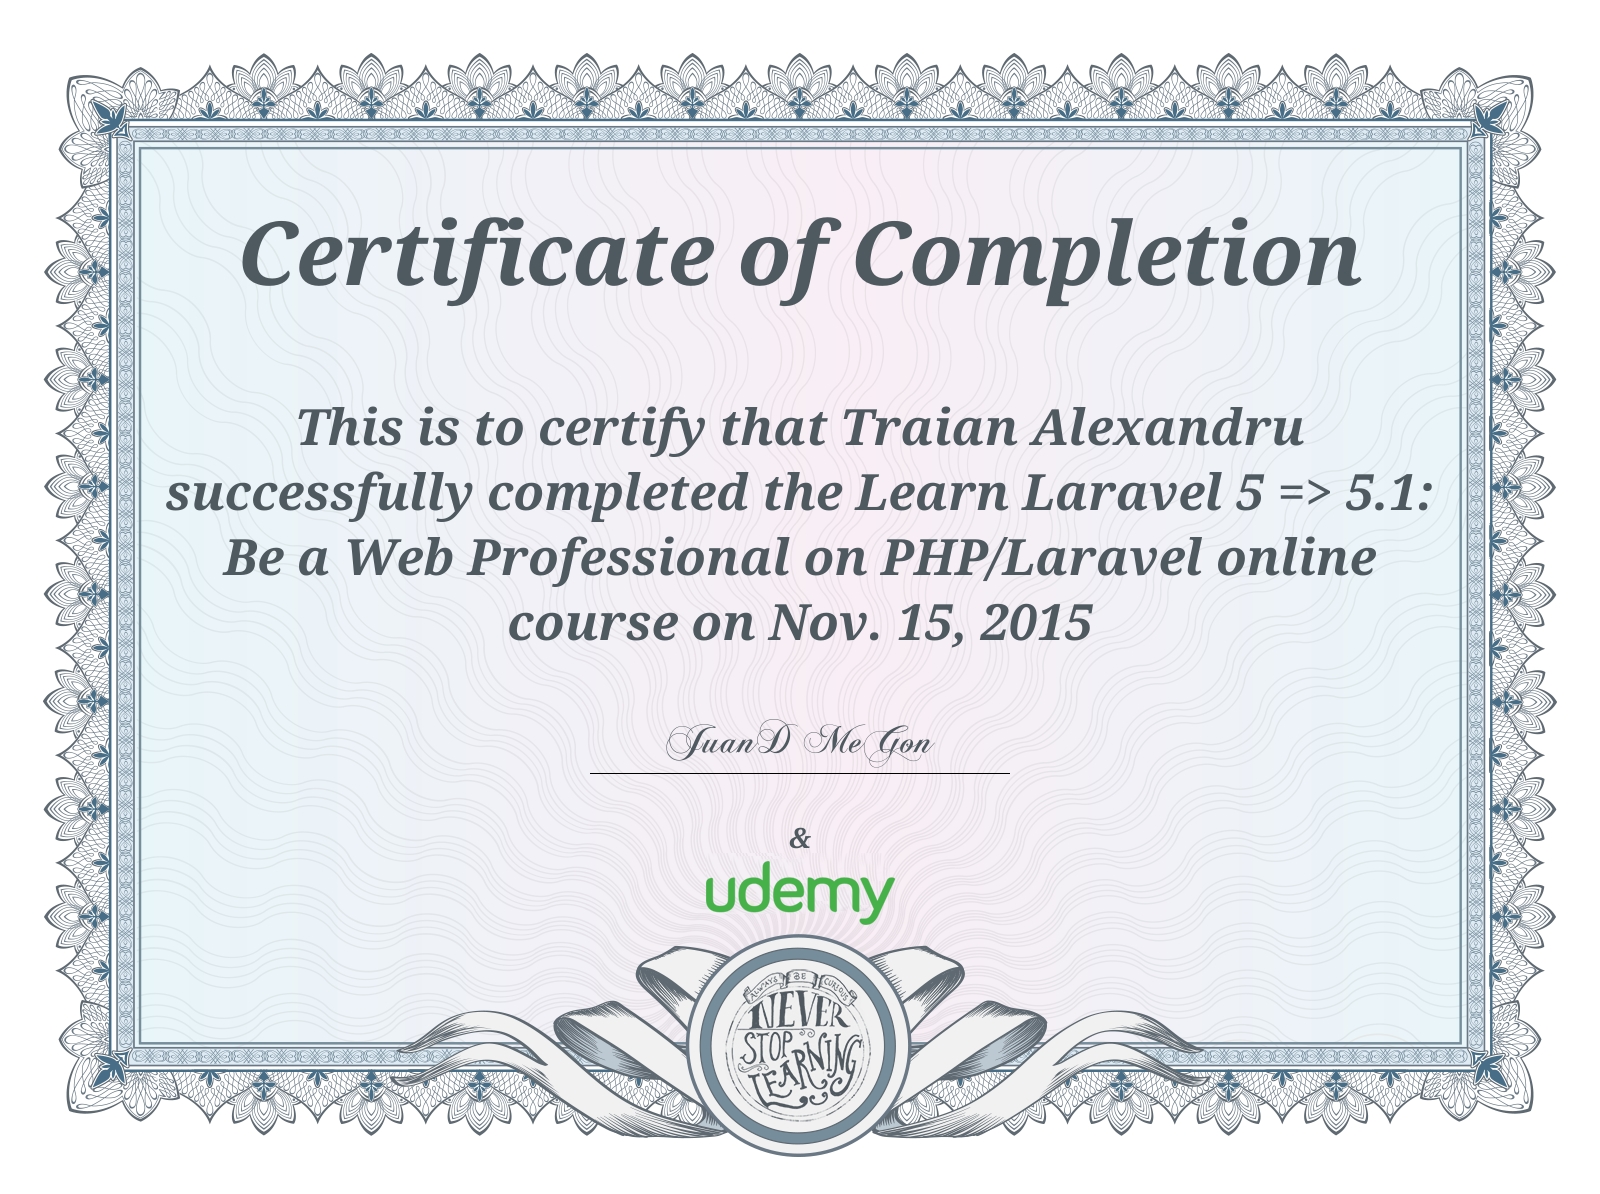 Certificate of Completion
This is to certify that Traian Alexandru
successfully completed the Learn Laravel 5 => 5.1:
Be a Web Professional on PHP/Laravel online
course on Nov. 15, 2015
JuanD MeGon
&
udemy
ALWAYS BE CURIOUS
NEVER
STOP
LEARNING